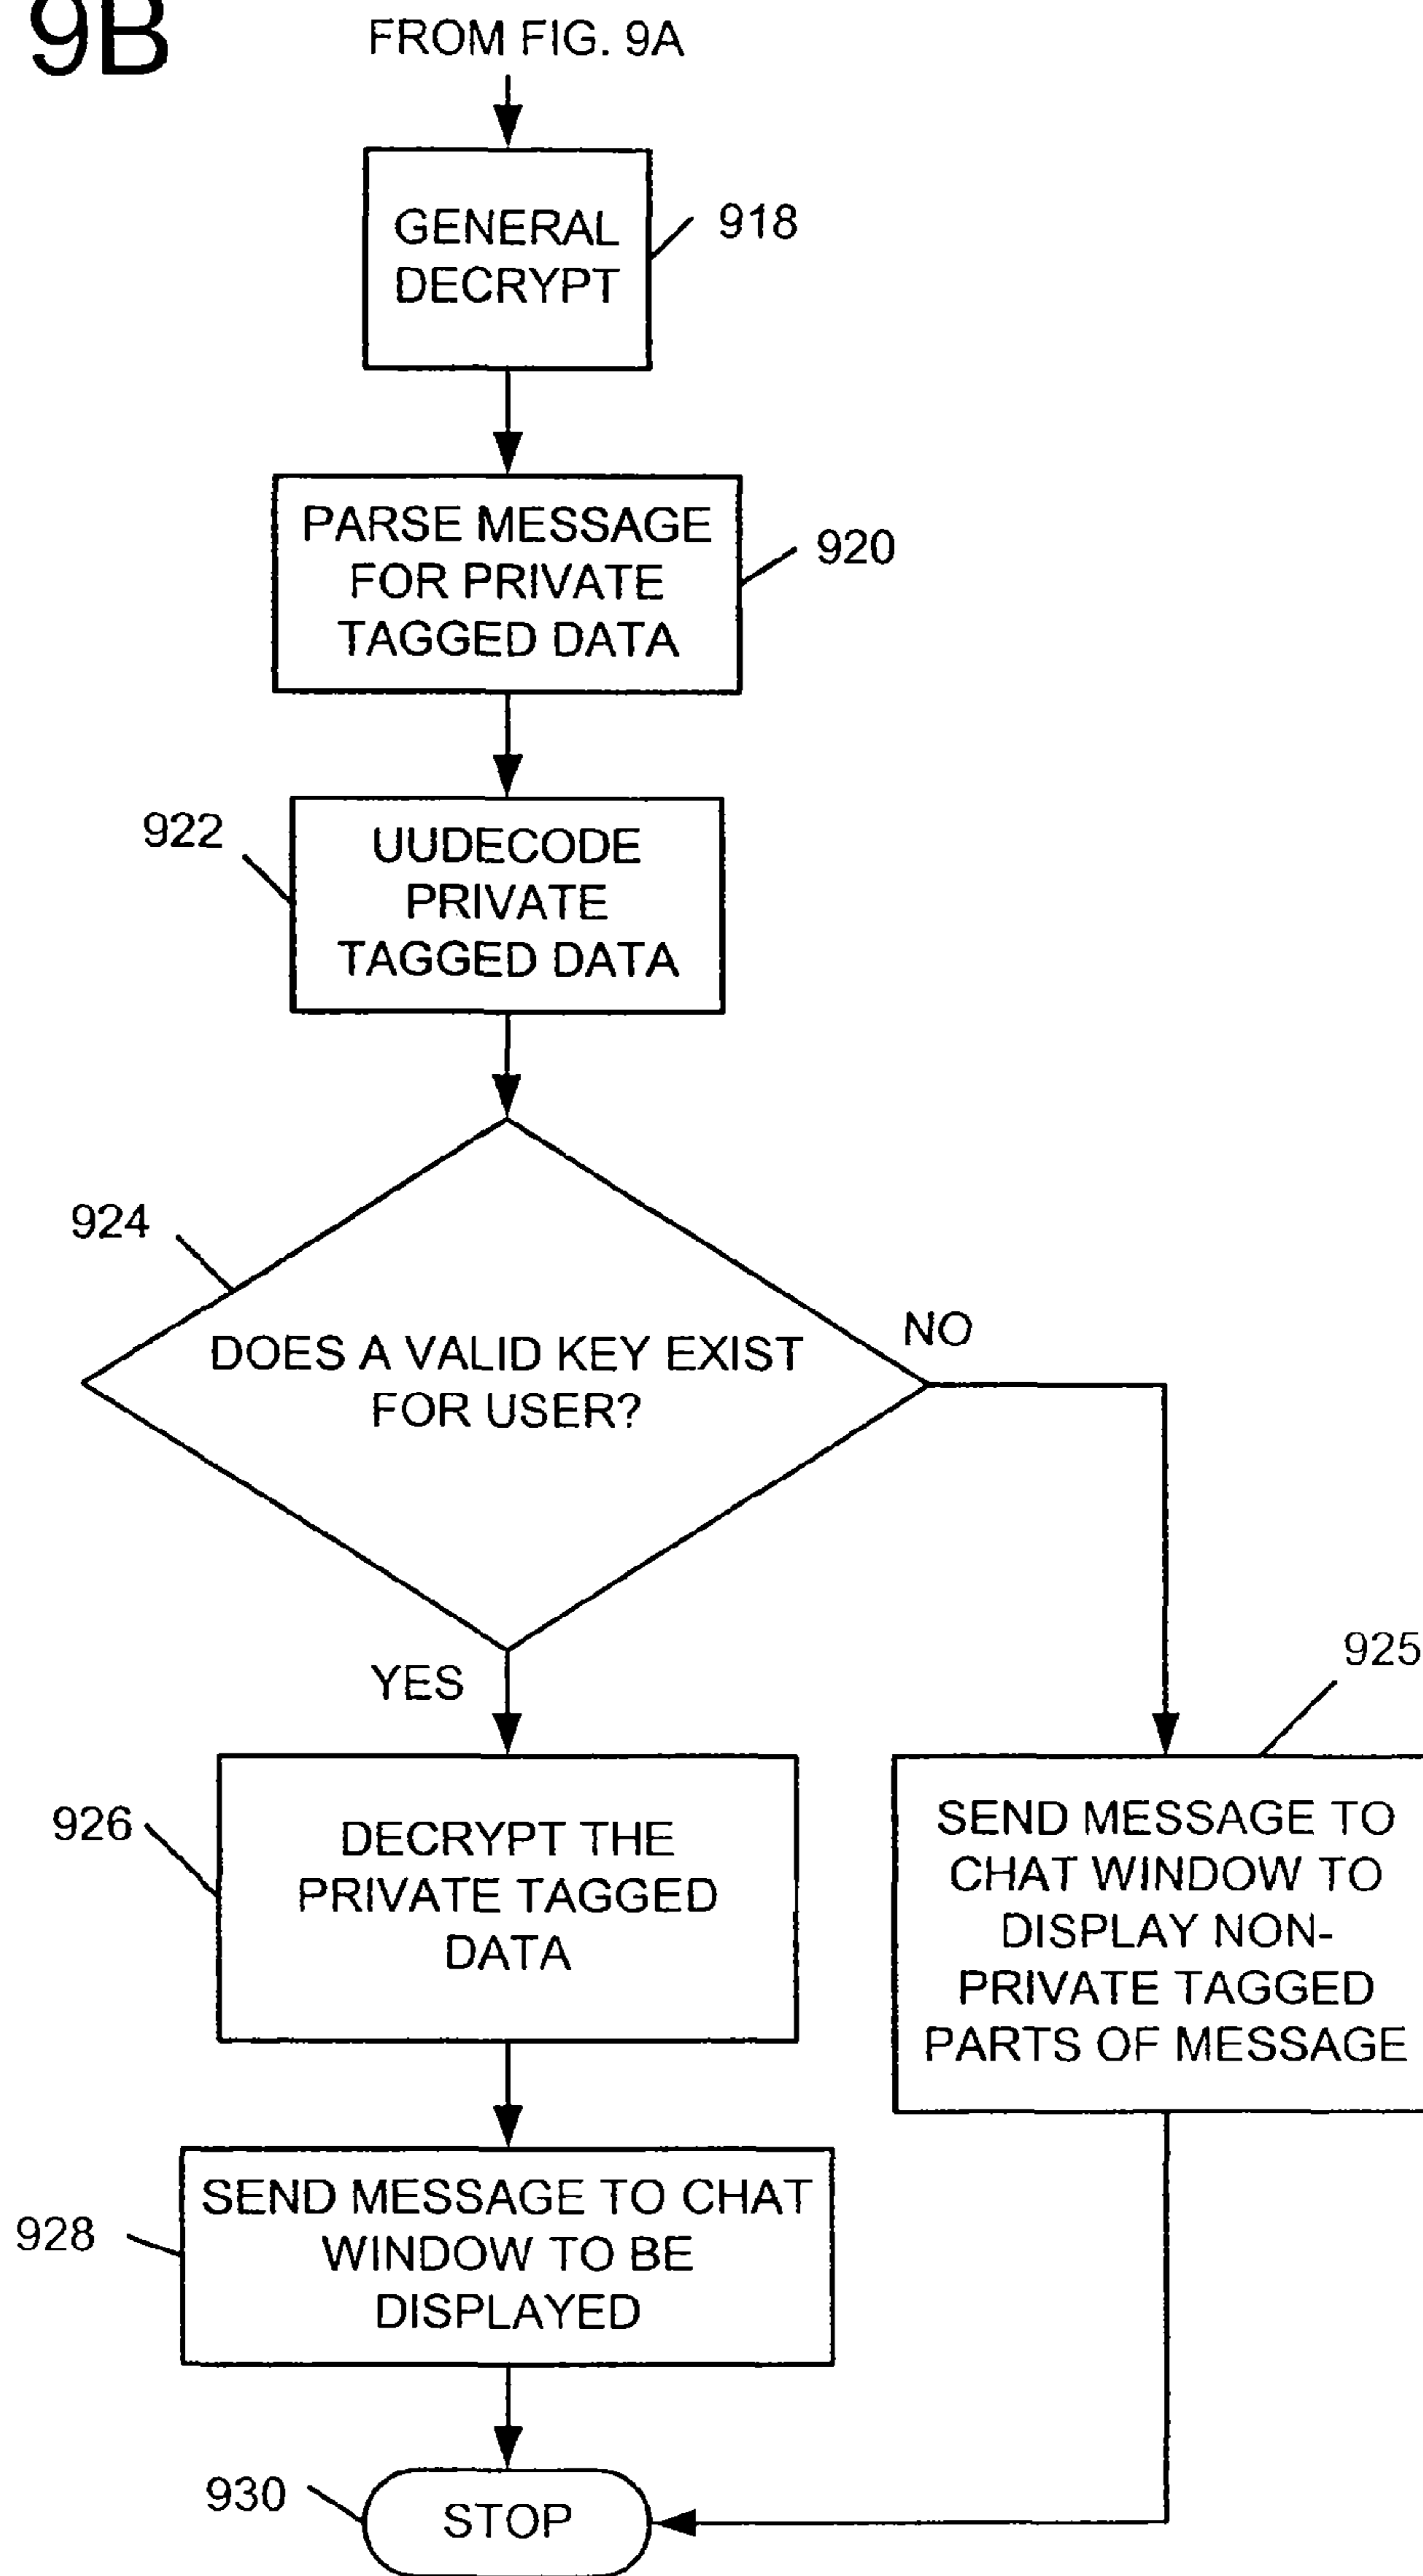 9B
FROM FIG. 9A
GENERAL
DECRYPT
918
PARSE MESSAGE
FOR PRIVATE
TAGGED DATA
920
922
UUDECODE
PRIVATE
TAGGED DATA
924
DOES A VALID KEY EXIST
FOR USER?
NO
YES
925
926
DECRYPT THE
PRIVATE TAGGED
DATA
SEND MESSAGE TO
CHAT WINDOW TO
DISPLAY NON-
PRIVATE TAGGED
PARTS OF MESSAGE
928
SEND MESSAGE TO CHAT
WINDOW TO BE
DISPLAYED
930
STOP